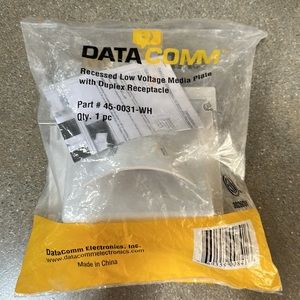 DATACOMM
Recessed Low Voltage Media Plate
with Duplex Receptacle
Part # 45-0031-WH
Qty. 1 pc
DataComm Electronics, Inc.
www.datacommelectronics.com
Made in China